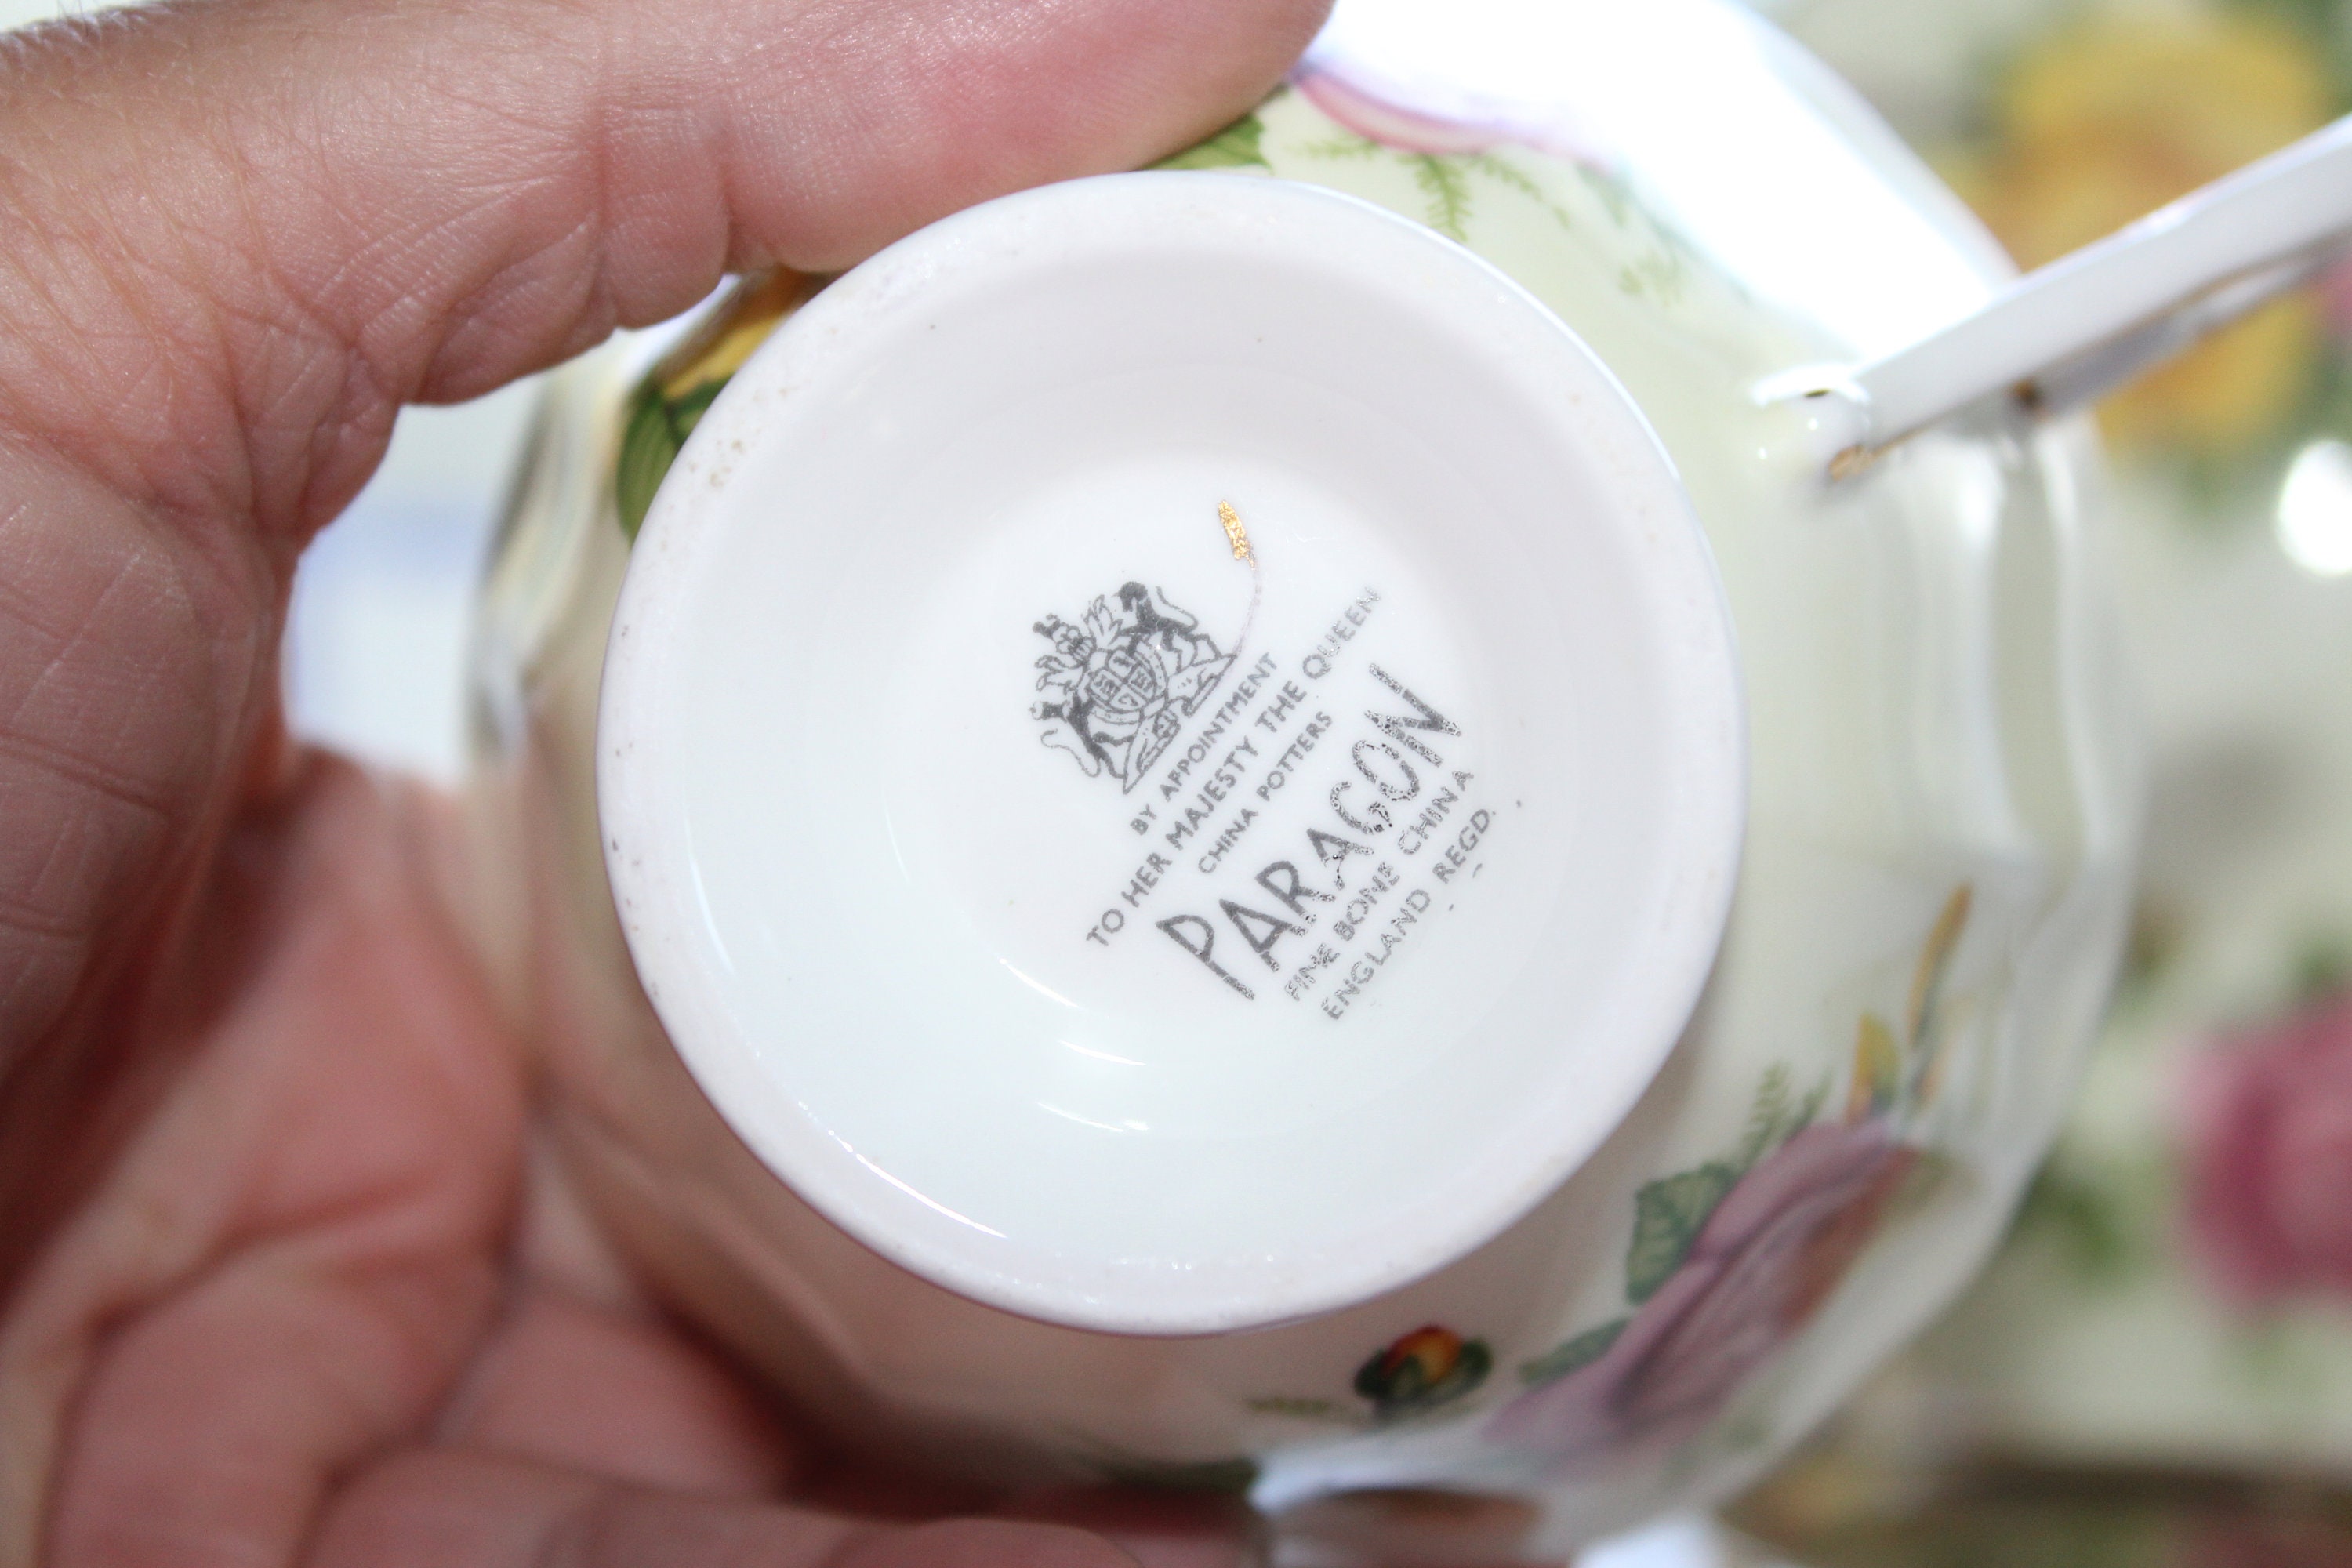 BY APPOINTMENT
TO HER MAJESTY THE QUEEN
CHINA POTTERS
PARAGON
FINE BONE CHINA
ENGLAND REGD.